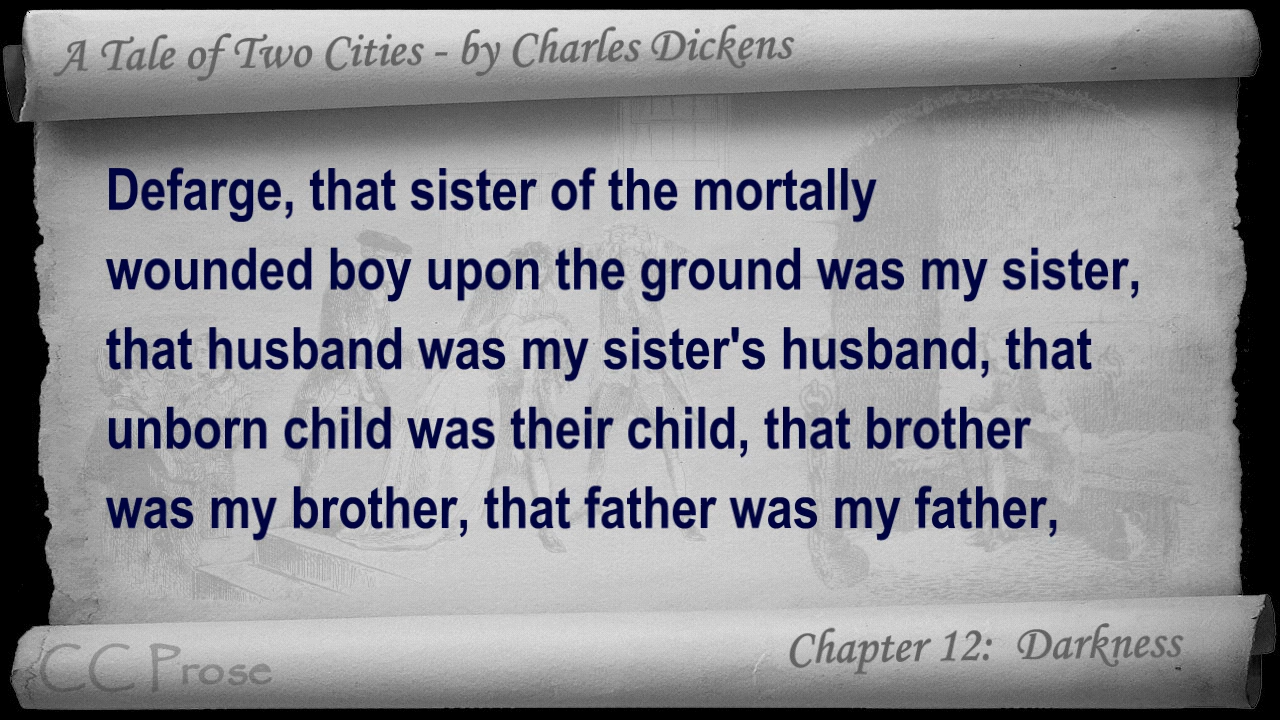 A Tale of Two Cities - by Charles Dickens
Defarge, that sister of the mortally
wounded boy upon the ground was my sister,
that husband was my sister's husband, that
unborn child was their child, that brother
was my brother, that father was my father,
Chapter 12: Darkness
CC Prose